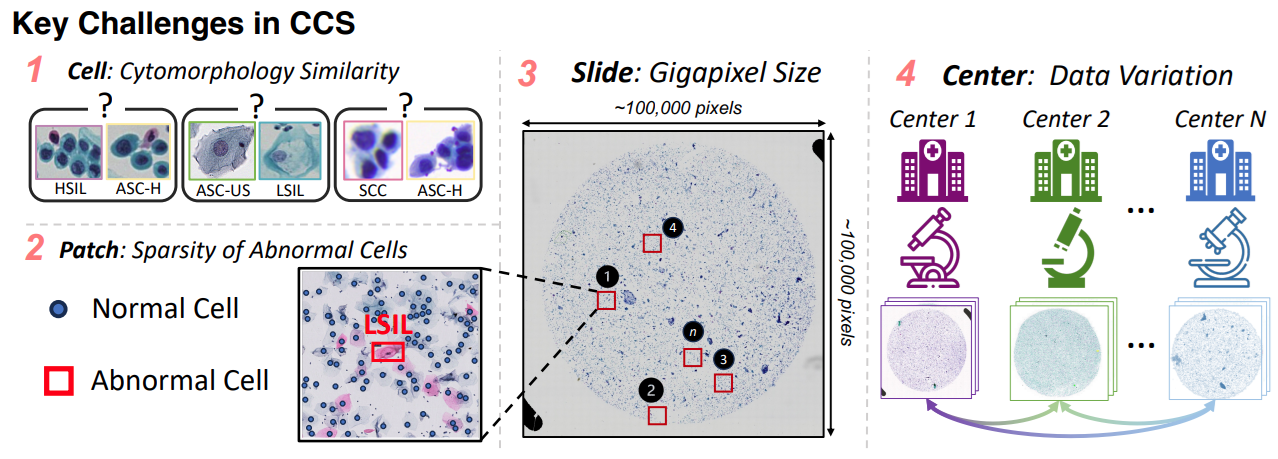 Key Challenges in CCS
1 Cell: Cytomorphology Similarity
? ? ?
HSIL ASC-H ASC-US LSIL SCC ASC-H
2 Patch: Sparsity of Abnormal Cells
Normal Cell
Abnormal Cell
LSIL
3 Slide: Gigapixel Size
~100,000 pixels
~100,000 pixels
4
1
n
3
2
4 Center: Data Variation
Center 1 Center 2 Center N
...
...